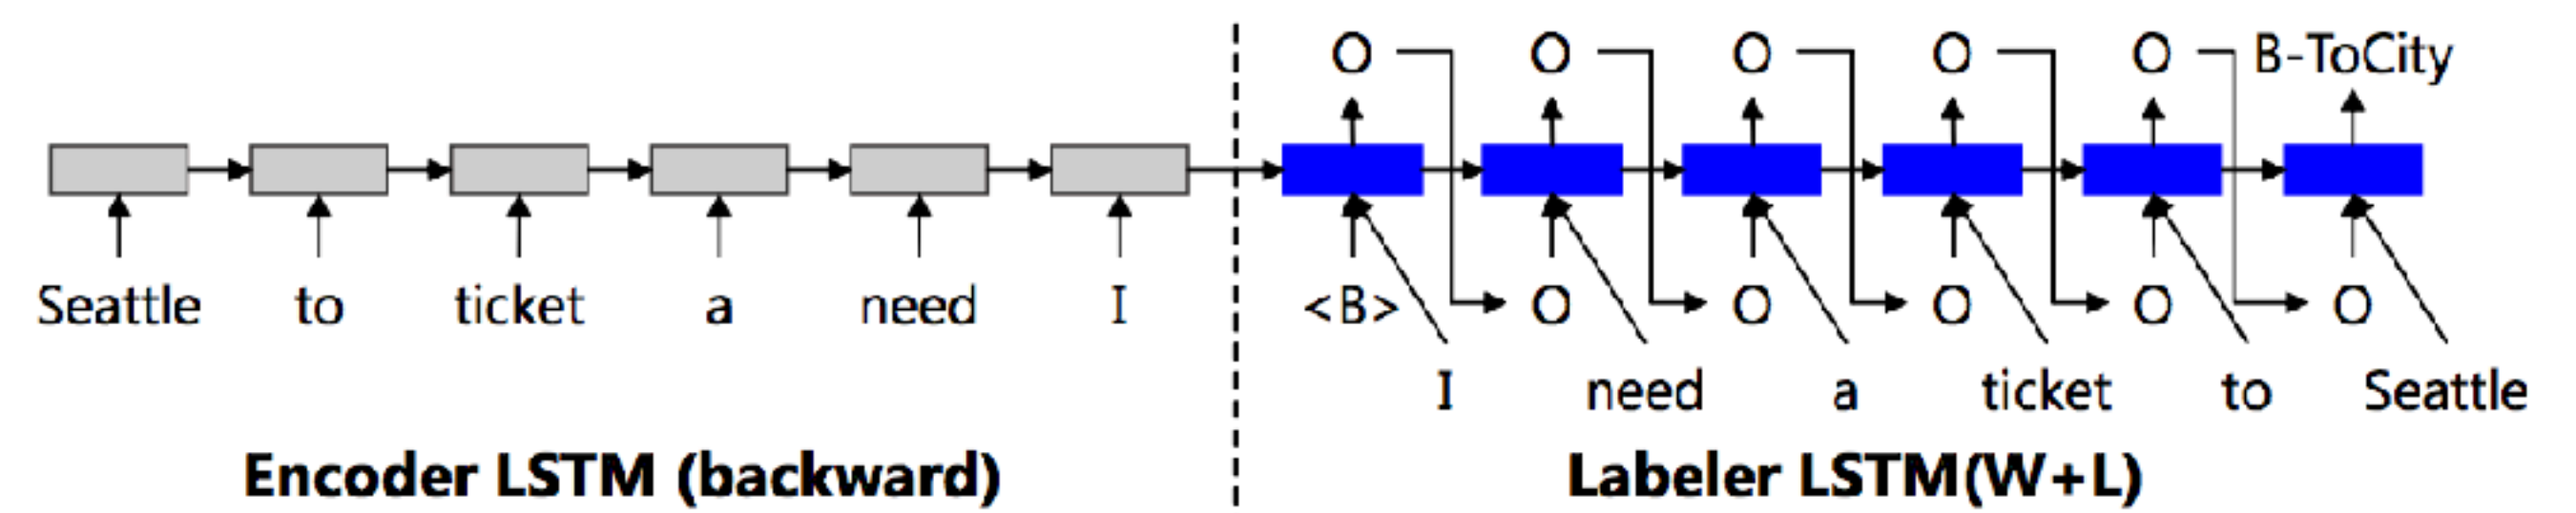 O O O O O B-ToCity
Seattle to ticket a need I <B> O O O O O
I need a ticket to Seattle
Encoder LSTM (backward) Labeler LSTM(W+L)